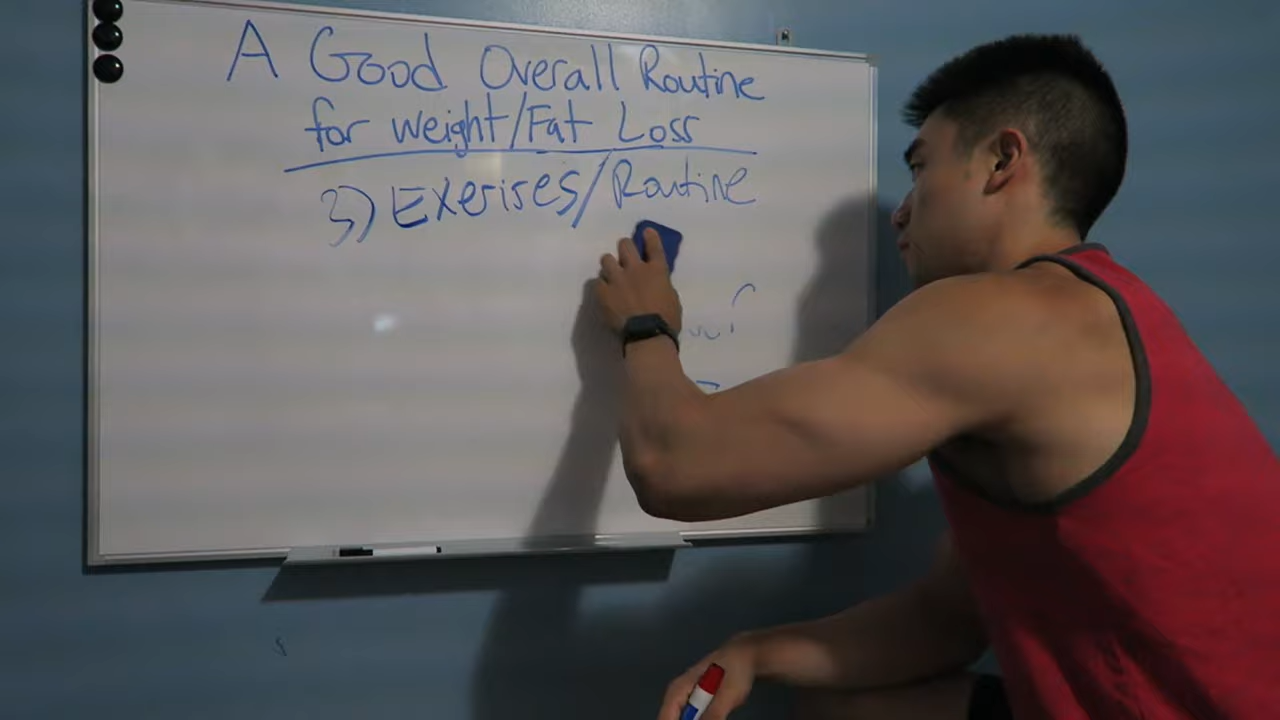 A Good Overall Routine
for weight/Fat Loss
3) Exerises/Routine